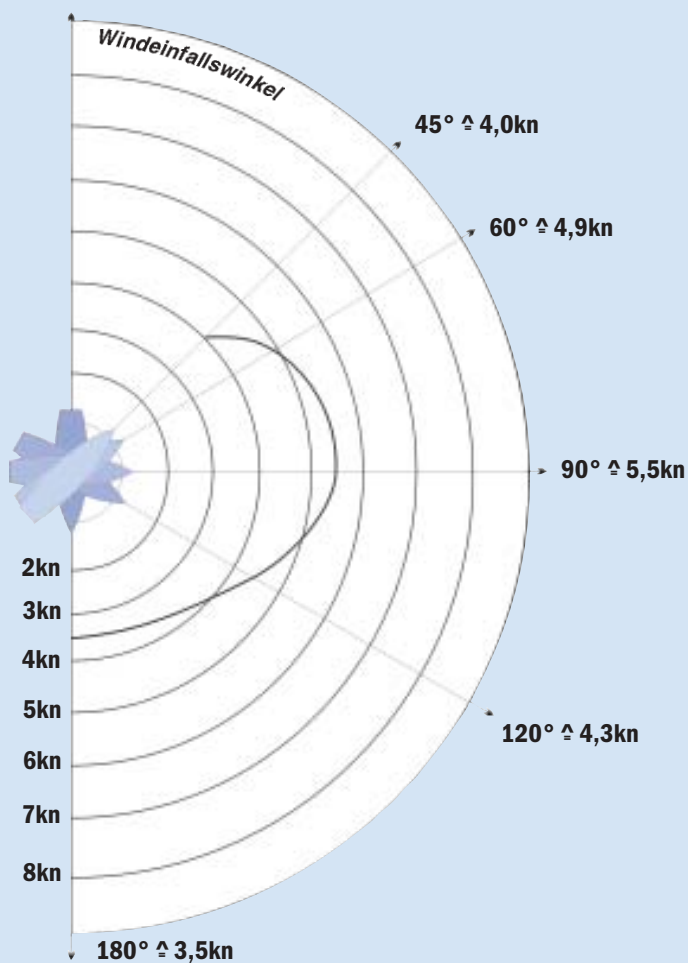 Windeinfallswinkel
45° ≙ 4,0kn
60° ≙ 4,9kn
90° ≙ 5,5kn
2kn
3kn
4kn
5kn
6kn
7kn
8kn
120° ≙ 4,3kn
180° ≙ 3,5kn